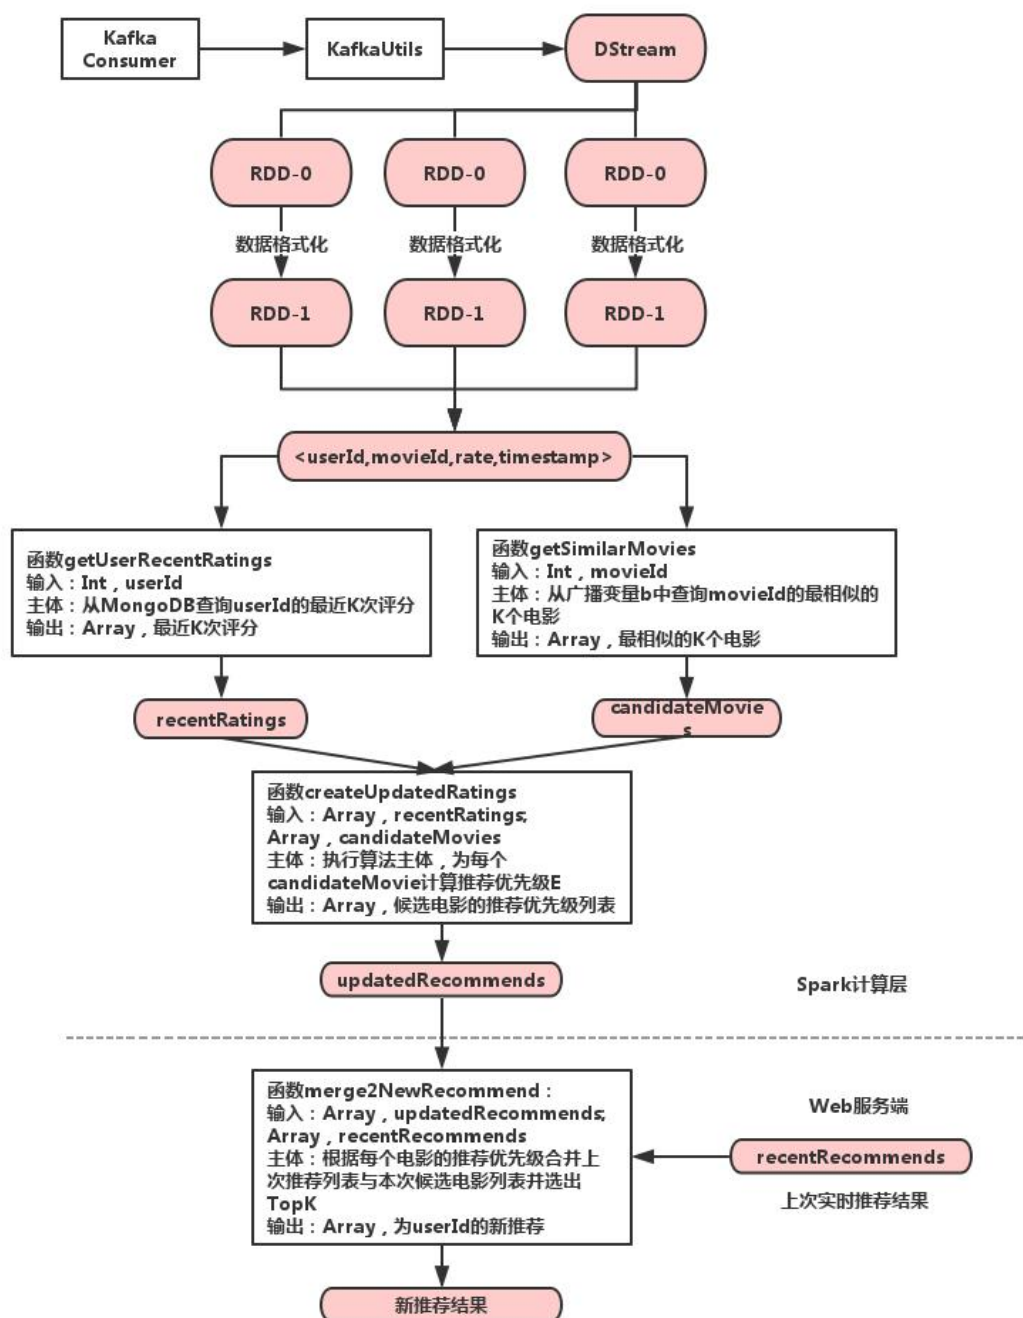 Kafka
Consumer
KafkaUtils
DStream
RDD-0
RDD-0
RDD-0
数据格式化
数据格式化
数据格式化
RDD-1
RDD-1
RDD-1
<userId,movieId,rate,timestamp>
函数getUserRecentRatings
输入：Int，userId
主体：从MongoDB查询userId的最近K次评分
输出：Array，最近K次评分
函数getSimilarMovies
输入：Int，movieId
主体：从广播变量b中查询movieId的最相似的
K个电影
输出：Array，最相似的K个电影
recentRatings
candidateMovie
s
函数createUpdatedRatings
输入：Array，recentRatings;
Array，candidateMovies
主体：执行算法主体，为每个
candidateMovie计算推荐优先级E
输出：Array，候选电影的推荐优先级列表
updatedRecommends
Spark计算层
函数merge2NewRecommend：
输入：Array，updatedRecommends;
Array，recentRecommends
主体：根据每个电影的推荐优先级合并上
次推荐列表与本次候选电影列表并选出
TopK
输出：Array，为userId的新推荐
Web服务端
recentRecommends
上次实时推荐结果
新推荐结果